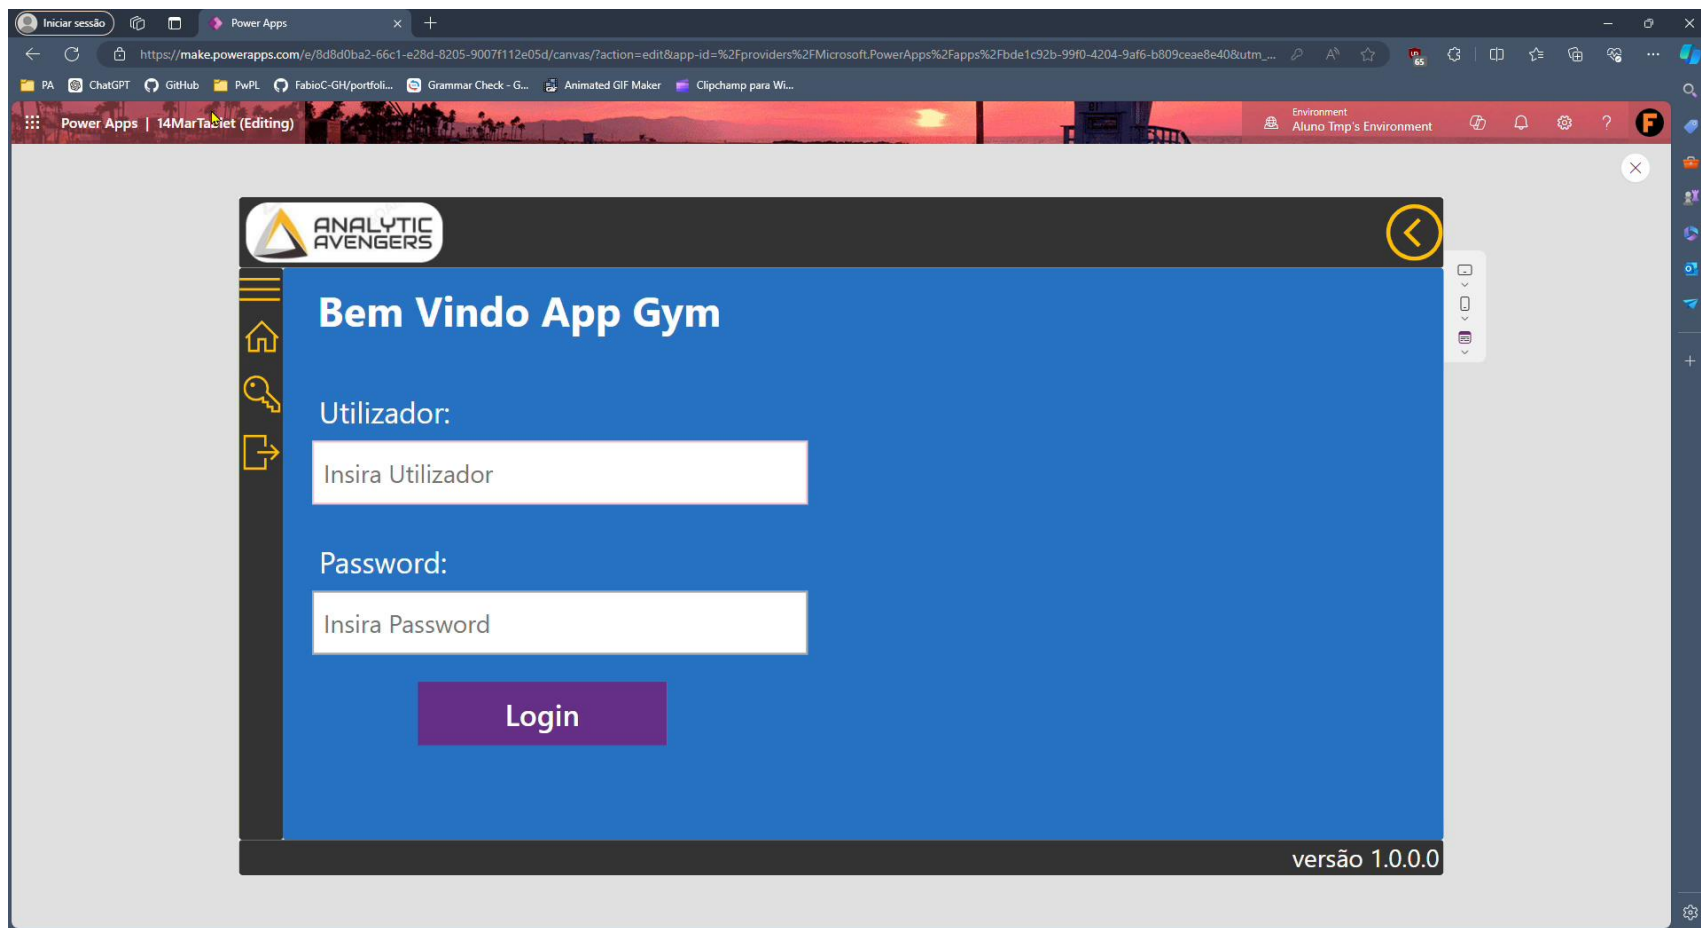 Iniciar sessão
Power Apps
https://make.powerapps.com/e/8d8d0ba2-66c1-e28d-8205-9007f112e05d/canvas/?action=edit&app-id=%2Fproviders%2FMicrosoft.PowerApps%2Fapps%2Fbde1c92b-99f0-4204-9af6-b809ceae8e40&utm_...
65
PA
ChatGPT
GitHub
PwPL
FabioC-GH/portfoli...
Grammar Check - G...
Animated GIF Maker
Clipchamp para Wi...
Power Apps | 14MarTablet (Editing)
Environment
Aluno Tmp's Environment
F
ANALYTIC
AVENGERS
Bem Vindo App Gym
Utilizador:
Insira Utilizador
Password:
Insira Password
Login
versão 1.0.0.0